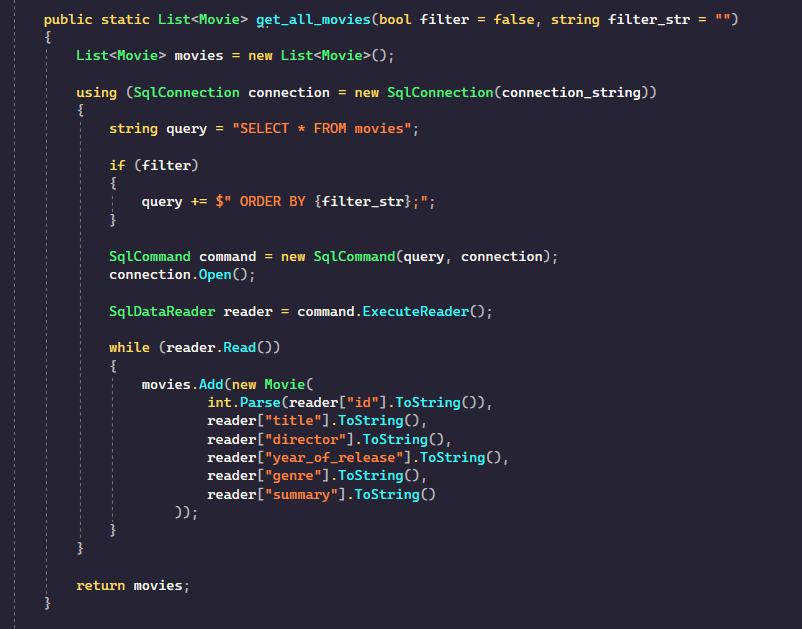 public static List<Movie> get_all_movies(bool filter = false, string filter_str = "")
{
    List<Movie> movies = new List<Movie>();

    using (SqlConnection connection = new SqlConnection(connection_string))
    {
        string query = "SELECT * FROM movies";

        if (filter)
        {
            query += $" ORDER BY {filter_str};";
        }

        SqlCommand command = new SqlCommand(query, connection);
        connection.Open();

        SqlDataReader reader = command.ExecuteReader();

        while (reader.Read())
        {
            movies.Add(new Movie(
                    int.Parse(reader["id"].ToString()),
                    reader["title"].ToString(),
                    reader["director"].ToString(),
                    reader["year_of_release"].ToString(),
                    reader["genre"].ToString(),
                    reader["summary"].ToString()
                ));
        }
    }

    return movies;
}